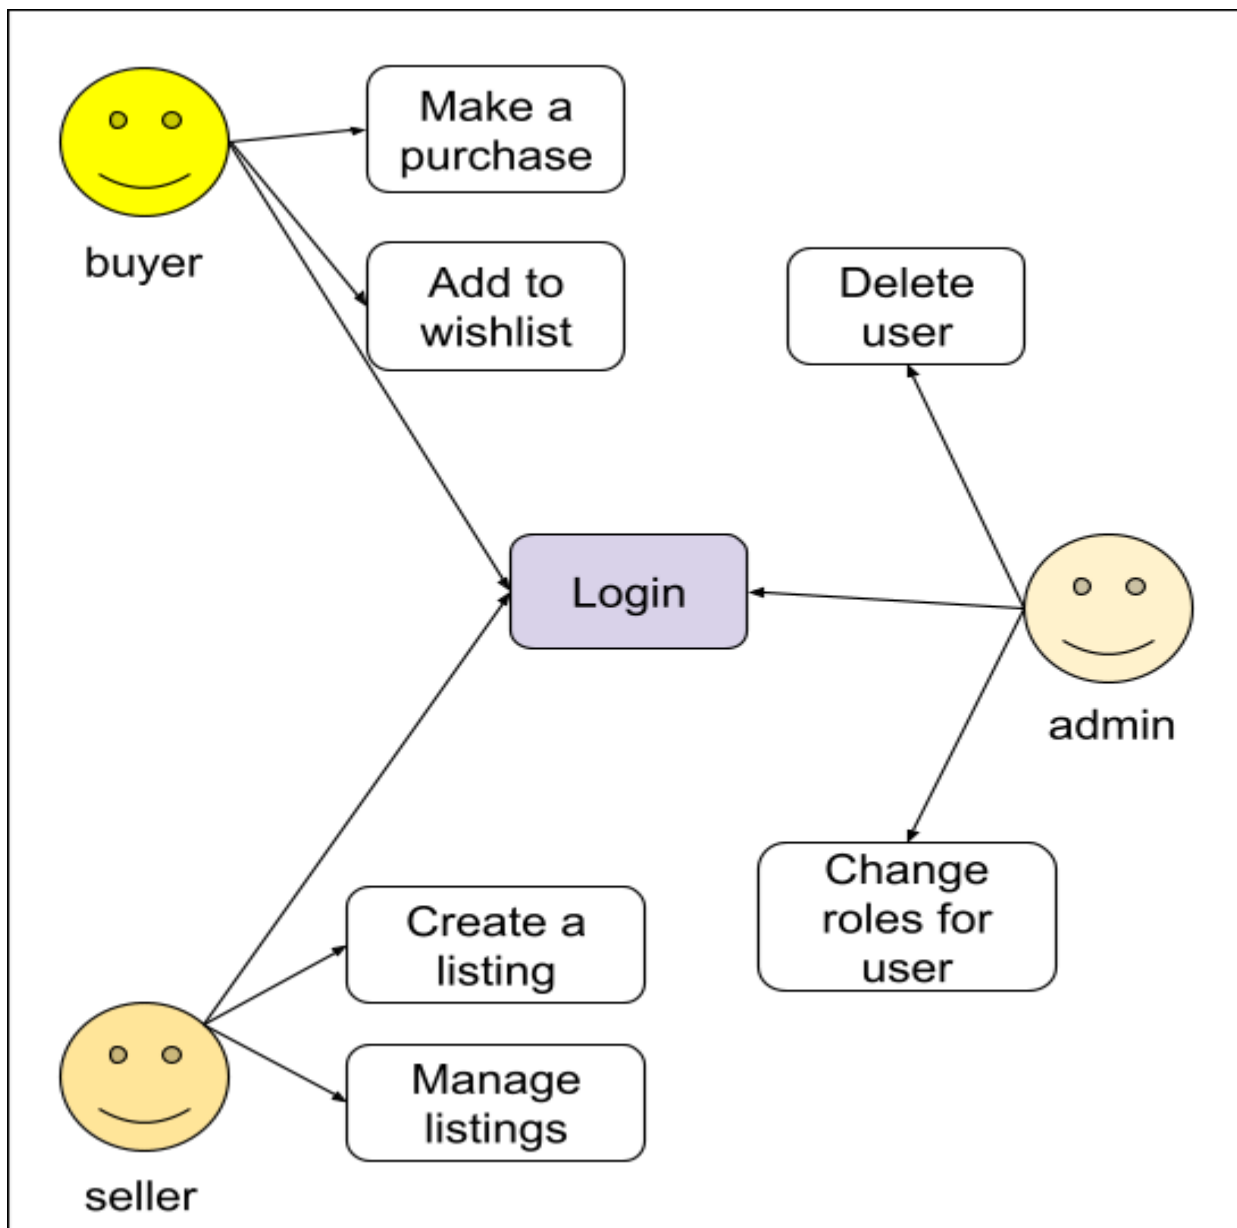 Make a
purchase
buyer
Add to
wishlist
Delete
user
Login
admin
Change
roles for
user
Create a
listing
Manage
listings
seller